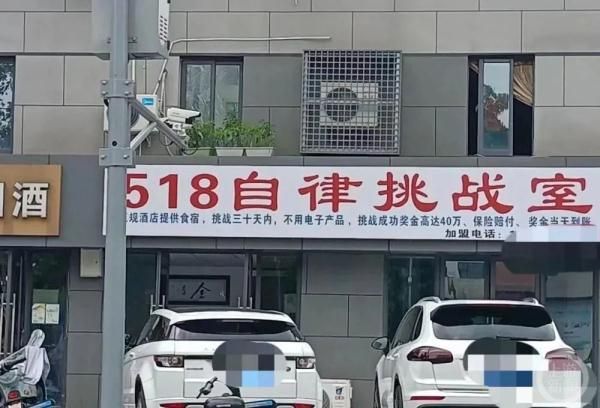 518自律挑战室
规酒店提供食宿，挑战三十天内，不用电子产品，挑战成功奖金高达40万、保险赔付、奖金当天到账
加盟电话：
酒